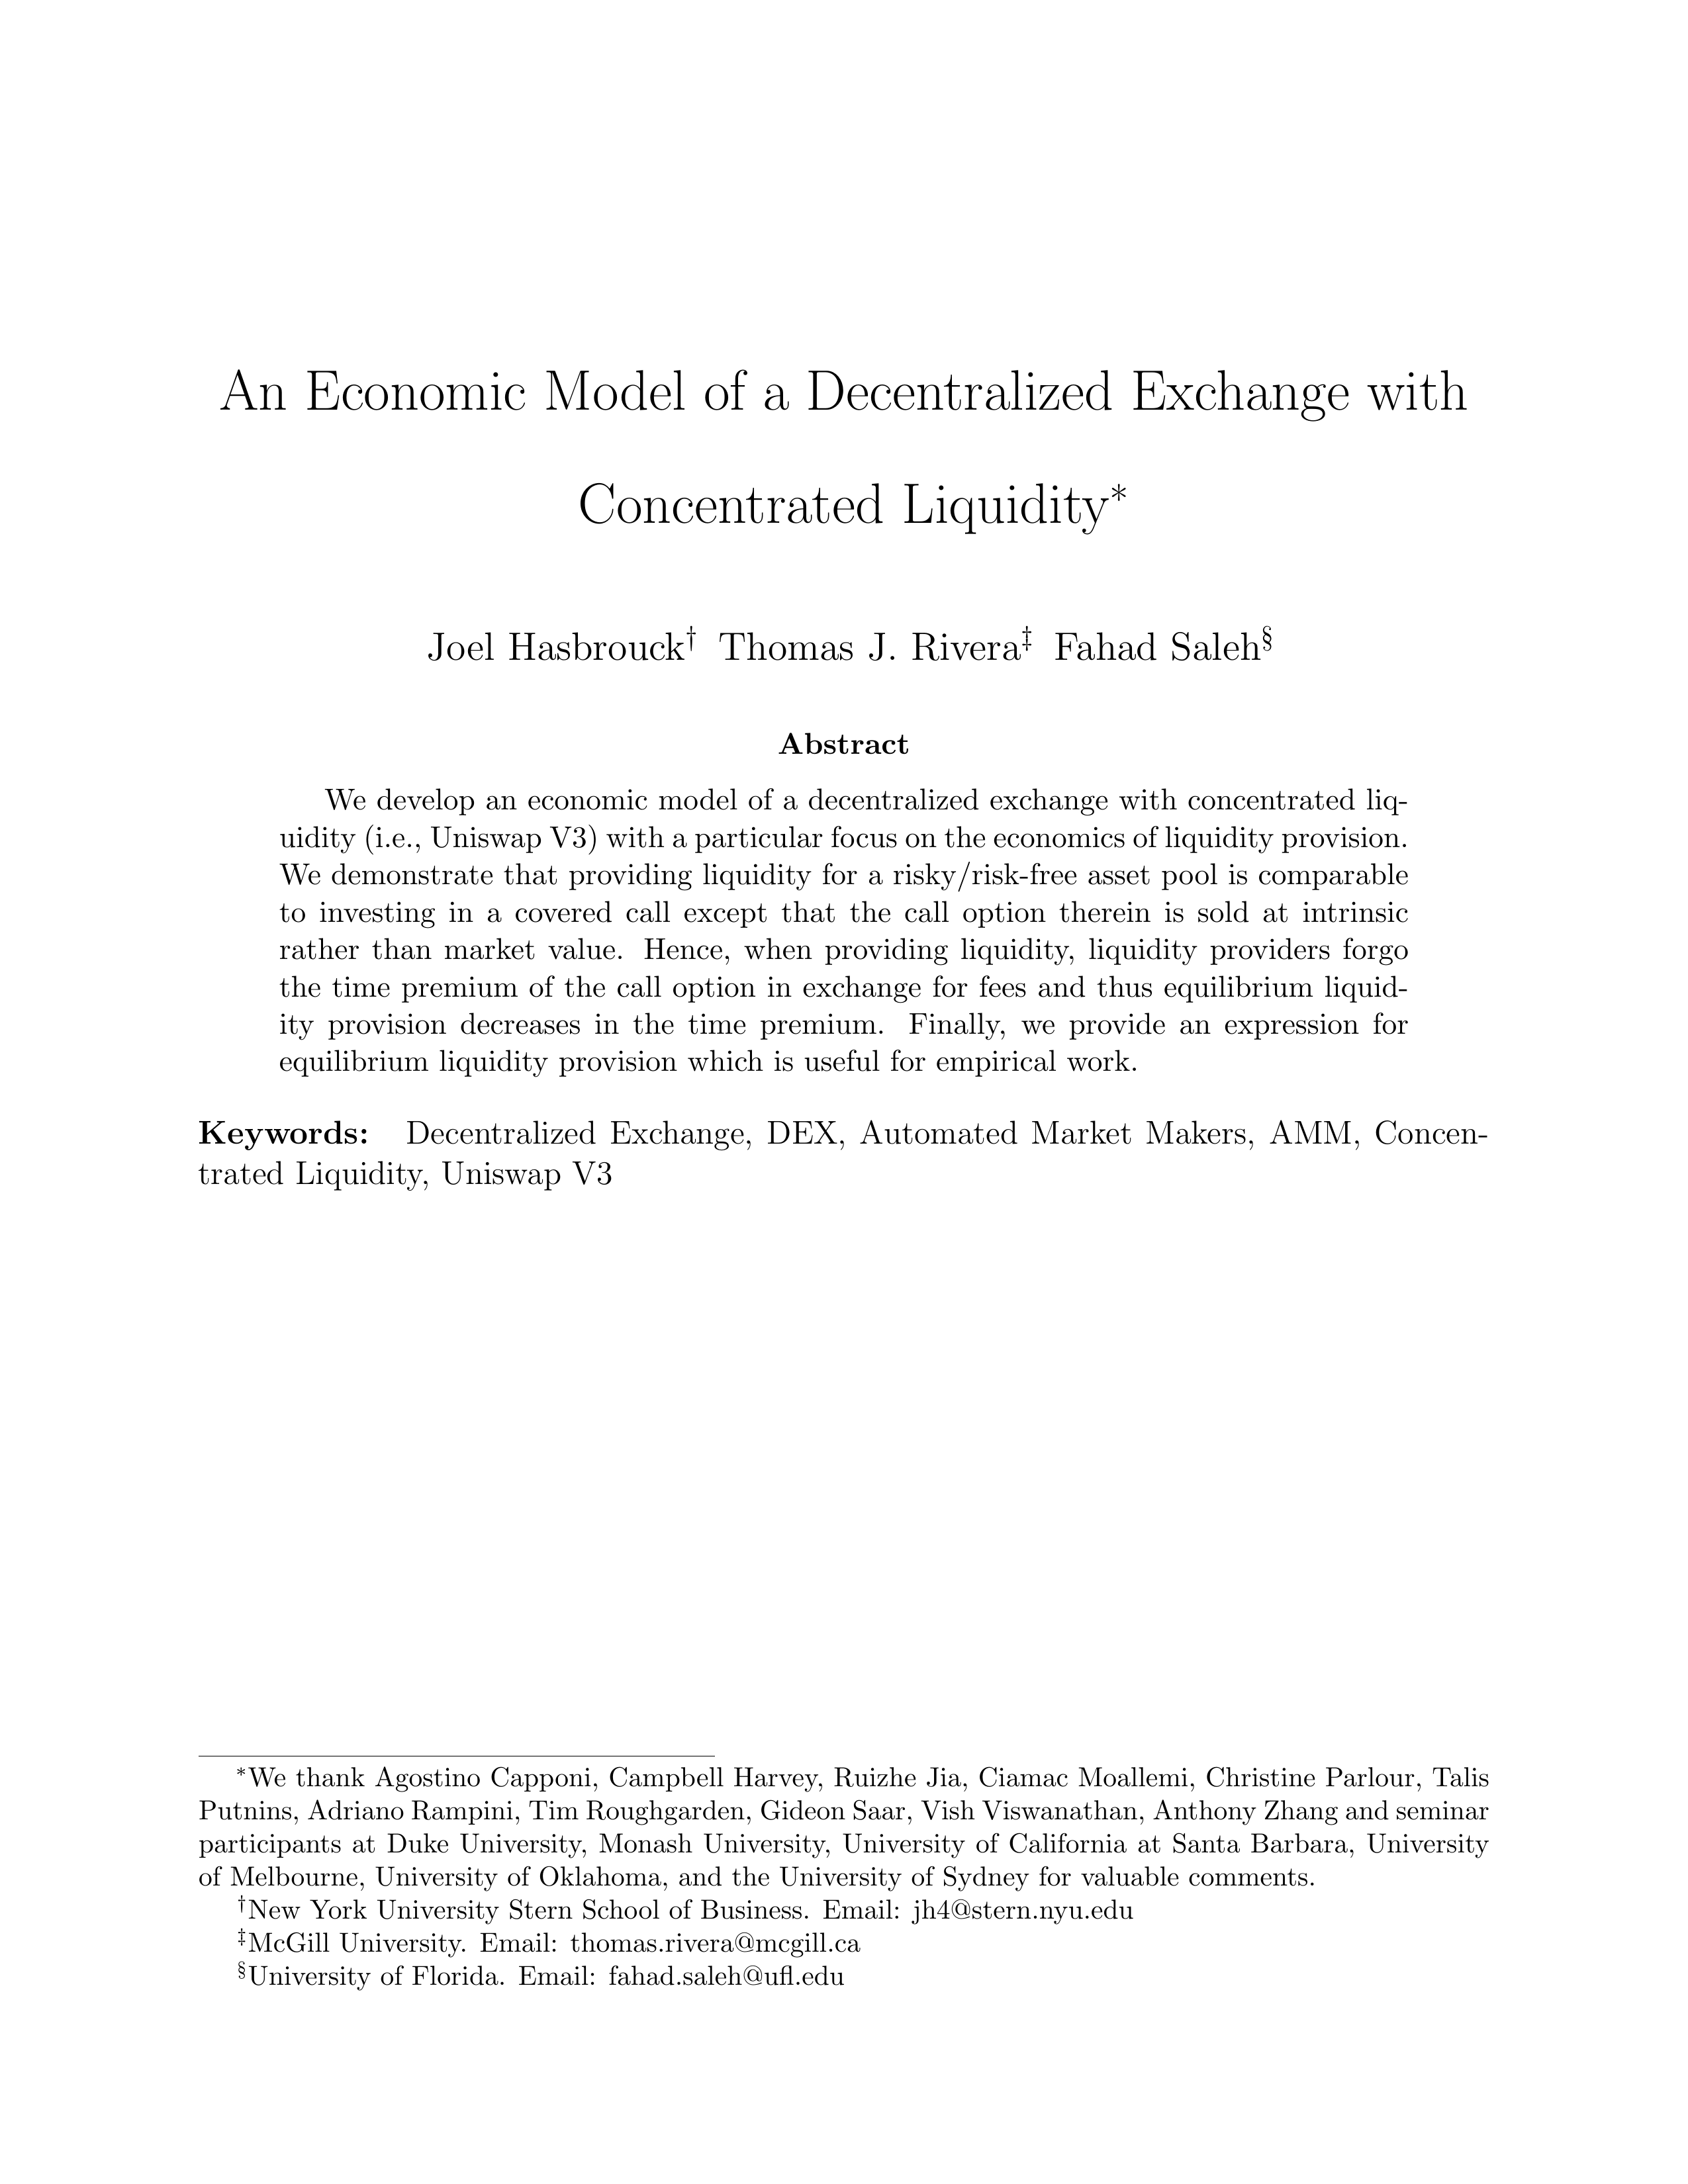 An Economic Model of a Decentralized Exchange with
Concentrated Liquidity*
Joel Hasbrouck† Thomas J. Rivera‡ Fahad Saleh§
Abstract
We develop an economic model of a decentralized exchange with concentrated liq-
uidity (i.e., Uniswap V3) with a particular focus on the economics of liquidity provision.
We demonstrate that providing liquidity for a risky/risk-free asset pool is comparable
to investing in a covered call except that the call option therein is sold at intrinsic
rather than market value. Hence, when providing liquidity, liquidity providers forgo
the time premium of the call option in exchange for fees and thus equilibrium liquid-
ity provision decreases in the time premium. Finally, we provide an expression for
equilibrium liquidity provision which is useful for empirical work.
Keywords: Decentralized Exchange, DEX, Automated Market Makers, AMM, Concen-
trated Liquidity, Uniswap V3
*We thank Agostino Capponi, Campbell Harvey, Ruizhe Jia, Ciamac Moallemi, Christine Parlour, Talis
Putnins, Adriano Rampini, Tim Roughgarden, Gideon Saar, Vish Viswanathan, Anthony Zhang and seminar
participants at Duke University, Monash University, University of California at Santa Barbara, University
of Melbourne, University of Oklahoma, and the University of Sydney for valuable comments.
†New York University Stern School of Business. Email: jh4@stern.nyu.edu
‡McGill University. Email: thomas.rivera@mcgill.ca
§University of Florida. Email: fahad.saleh@ufl.edu